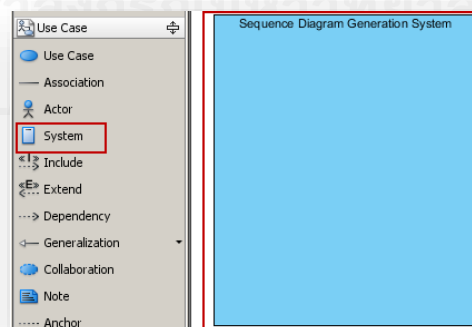 Use Case
Use Case
Association
Actor
System
Include
Extend
Dependency
Generalization
Collaboration
Note
Anchor
Sequence Diagram Generation System